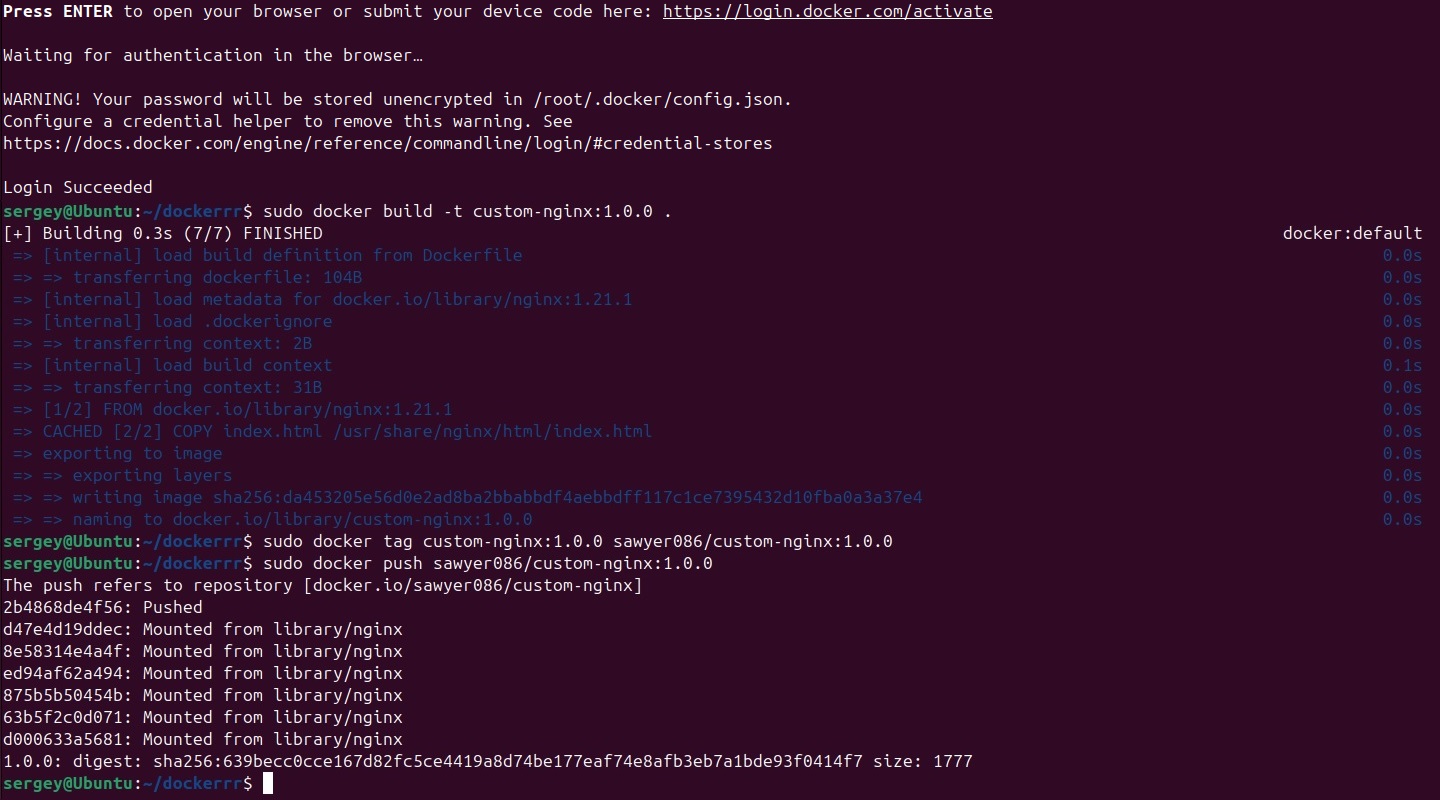 Press ENTER to open your browser or submit your device code here: https://login.docker.com/activate
Waiting for authentication in the browser…
WARNING! Your password will be stored unencrypted in /root/.docker/config.json.
Configure a credential helper to remove this warning. See
https://docs.docker.com/engine/reference/commandline/login/#credential-stores
Login Succeeded
sergey@Ubuntu:~/dockerrr$ sudo docker build -t custom-nginx:1.0.0 .
[+] Building 0.3s (7/7) FINISHED docker:default
=> [internal] load build definition from Dockerfile 0.0s
=> => transferring dockerfile: 104B 0.0s
=> [internal] load metadata for docker.io/library/nginx:1.21.1 0.0s
=> [internal] load .dockerignore 0.0s
=> => transferring context: 2B 0.0s
=> [internal] load build context 0.1s
=> => transferring context: 31B 0.0s
=> [1/2] FROM docker.io/library/nginx:1.21.1 0.0s
=> CACHED [2/2] COPY index.html /usr/share/nginx/html/index.html 0.0s
=> exporting to image 0.0s
=> => exporting layers 0.0s
=> => writing image sha256:da453205e56d0e2ad8ba2bbabbdf4aebbdff117c1ce7395432d10fba0a3a37e4 0.0s
=> => naming to docker.io/library/custom-nginx:1.0.0 0.0s
sergey@Ubuntu:~/dockerrr$ sudo docker tag custom-nginx:1.0.0 sawyer086/custom-nginx:1.0.0
sergey@Ubuntu:~/dockerrr$ sudo docker push sawyer086/custom-nginx:1.0.0
The push refers to repository [docker.io/sawyer086/custom-nginx]
2b4868de4f56: Pushed
d47e4d19ddec: Mounted from library/nginx
8e58314e4a4f: Mounted from library/nginx
ed94af62a494: Mounted from library/nginx
875b5b50454b: Mounted from library/nginx
63b5f2c0d071: Mounted from library/nginx
d000633a5681: Mounted from library/nginx
1.0.0: digest: sha256:639becc0cce167d82fc5ce4419a8d74be177eaf74e8afb3eb7a1bde93f0414f7 size: 1777
sergey@Ubuntu:~/dockerrr$